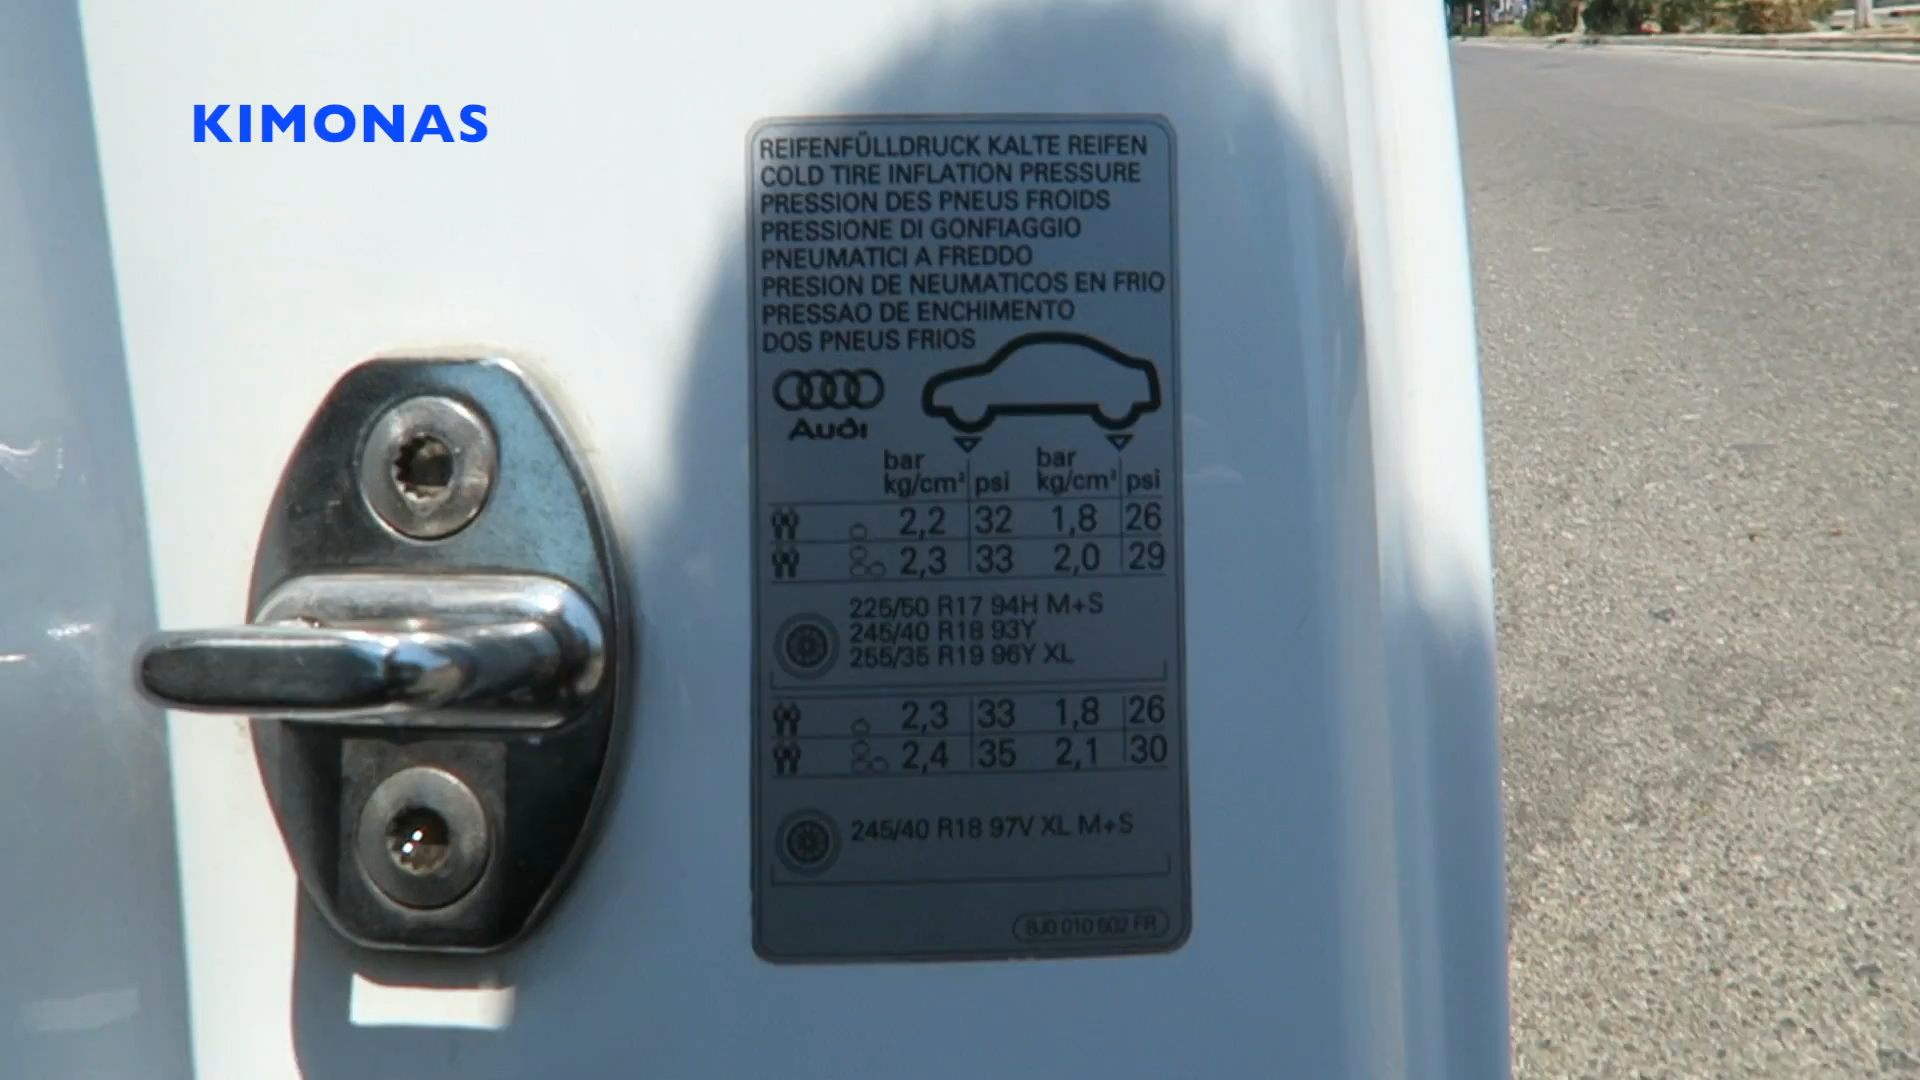 KIMONAS
REIFENFÜLLDRUCK KALTE REIFEN
COLD TIRE INFLATION PRESSURE
PRESSION DES PNEUS FROIDS
PRESSIONE DI GONFIAGGIO
PNEUMATICI A FREDDO
PRESION DE NEUMATICOS EN FRIO
PRESSAO DE ENCHIMENTO
DOS PNEUS FRIOS
Audi
bar bar
kg/cm² psi kg/cm² psi
2,2 32 1,8 26
2,3 33 2,0 29
225/50 R17 94H M+S
245/40 R18 93Y
255/35 R19 96Y XL
2,3 33 1,8 26
2,4 35 2,1 30
245/40 R18 97V XL M+S